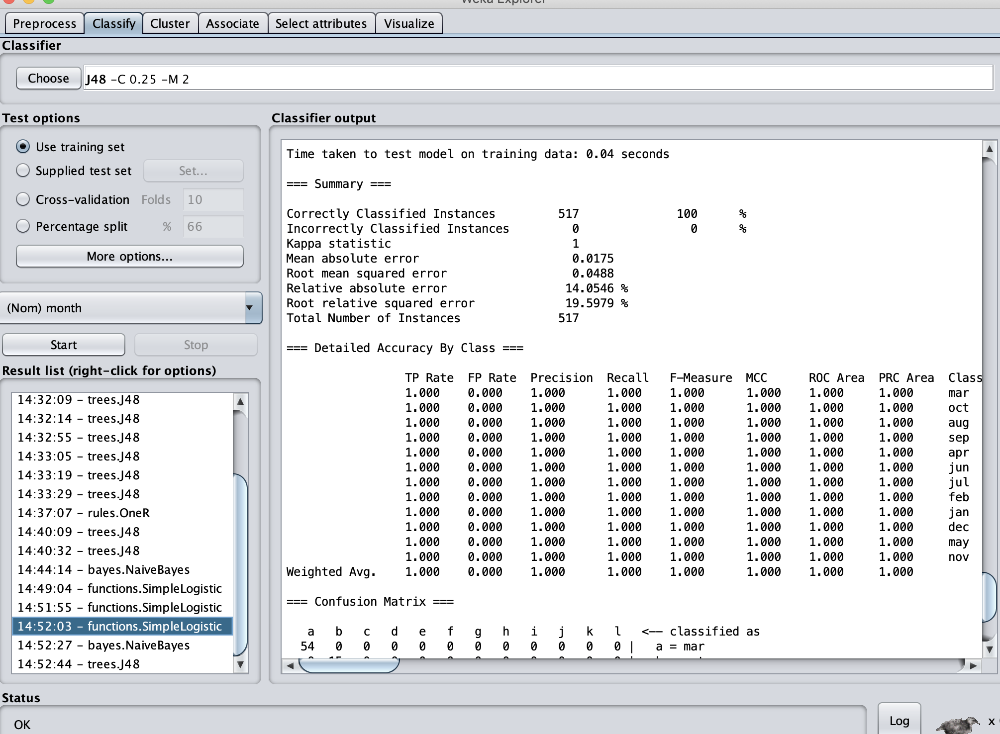 Weka Explorer
Preprocess Classify Cluster Associate Select attributes Visualize
Classifier
Choose J48 -C 0.25 -M 2
Test options
Use training set
Supplied test set Set...
Cross-validation Folds 10
Percentage split % 66
More options...
(Nom) month
Start Stop
Result list (right-click for options)
14:32:09 - trees.J48
14:32:14 - trees.J48
14:32:55 - trees.J48
14:33:05 - trees.J48
14:33:19 - trees.J48
14:33:29 - trees.J48
14:37:07 - rules.OneR
14:40:09 - trees.J48
14:40:32 - trees.J48
14:44:14 - bayes.NaiveBayes
14:49:04 - functions.SimpleLogistic
14:51:55 - functions.SimpleLogistic
14:52:03 - functions.SimpleLogistic
14:52:27 - bayes.NaiveBayes
14:52:44 - trees.J48
Classifier output
Time taken to test model on training data: 0.04 seconds
=== Summary ===
Correctly Classified Instances 517 100 %
Incorrectly Classified Instances 0 0 %
Kappa statistic 1
Mean absolute error 0.0175
Root mean squared error 0.0488
Relative absolute error 14.0546 %
Root relative squared error 19.5979 %
Total Number of Instances 517
=== Detailed Accuracy By Class ===
TP Rate FP Rate Precision Recall F-Measure MCC ROC Area PRC Area Class
1.000 0.000 1.000 1.000 1.000 1.000 1.000 1.000 mar
1.000 0.000 1.000 1.000 1.000 1.000 1.000 1.000 oct
1.000 0.000 1.000 1.000 1.000 1.000 1.000 1.000 aug
1.000 0.000 1.000 1.000 1.000 1.000 1.000 1.000 sep
1.000 0.000 1.000 1.000 1.000 1.000 1.000 1.000 apr
1.000 0.000 1.000 1.000 1.000 1.000 1.000 1.000 jun
1.000 0.000 1.000 1.000 1.000 1.000 1.000 1.000 jul
1.000 0.000 1.000 1.000 1.000 1.000 1.000 1.000 feb
1.000 0.000 1.000 1.000 1.000 1.000 1.000 1.000 jan
1.000 0.000 1.000 1.000 1.000 1.000 1.000 1.000 dec
1.000 0.000 1.000 1.000 1.000 1.000 1.000 1.000 may
1.000 0.000 1.000 1.000 1.000 1.000 1.000 1.000 nov
Weighted Avg. 1.000 0.000 1.000 1.000 1.000 1.000 1.000 1.000
=== Confusion Matrix ===
a b c d e f g h i j k l <-- classified as
54 0 0 0 0 0 0 0 0 0 0 0 | a = mar
Status
OK
Log x